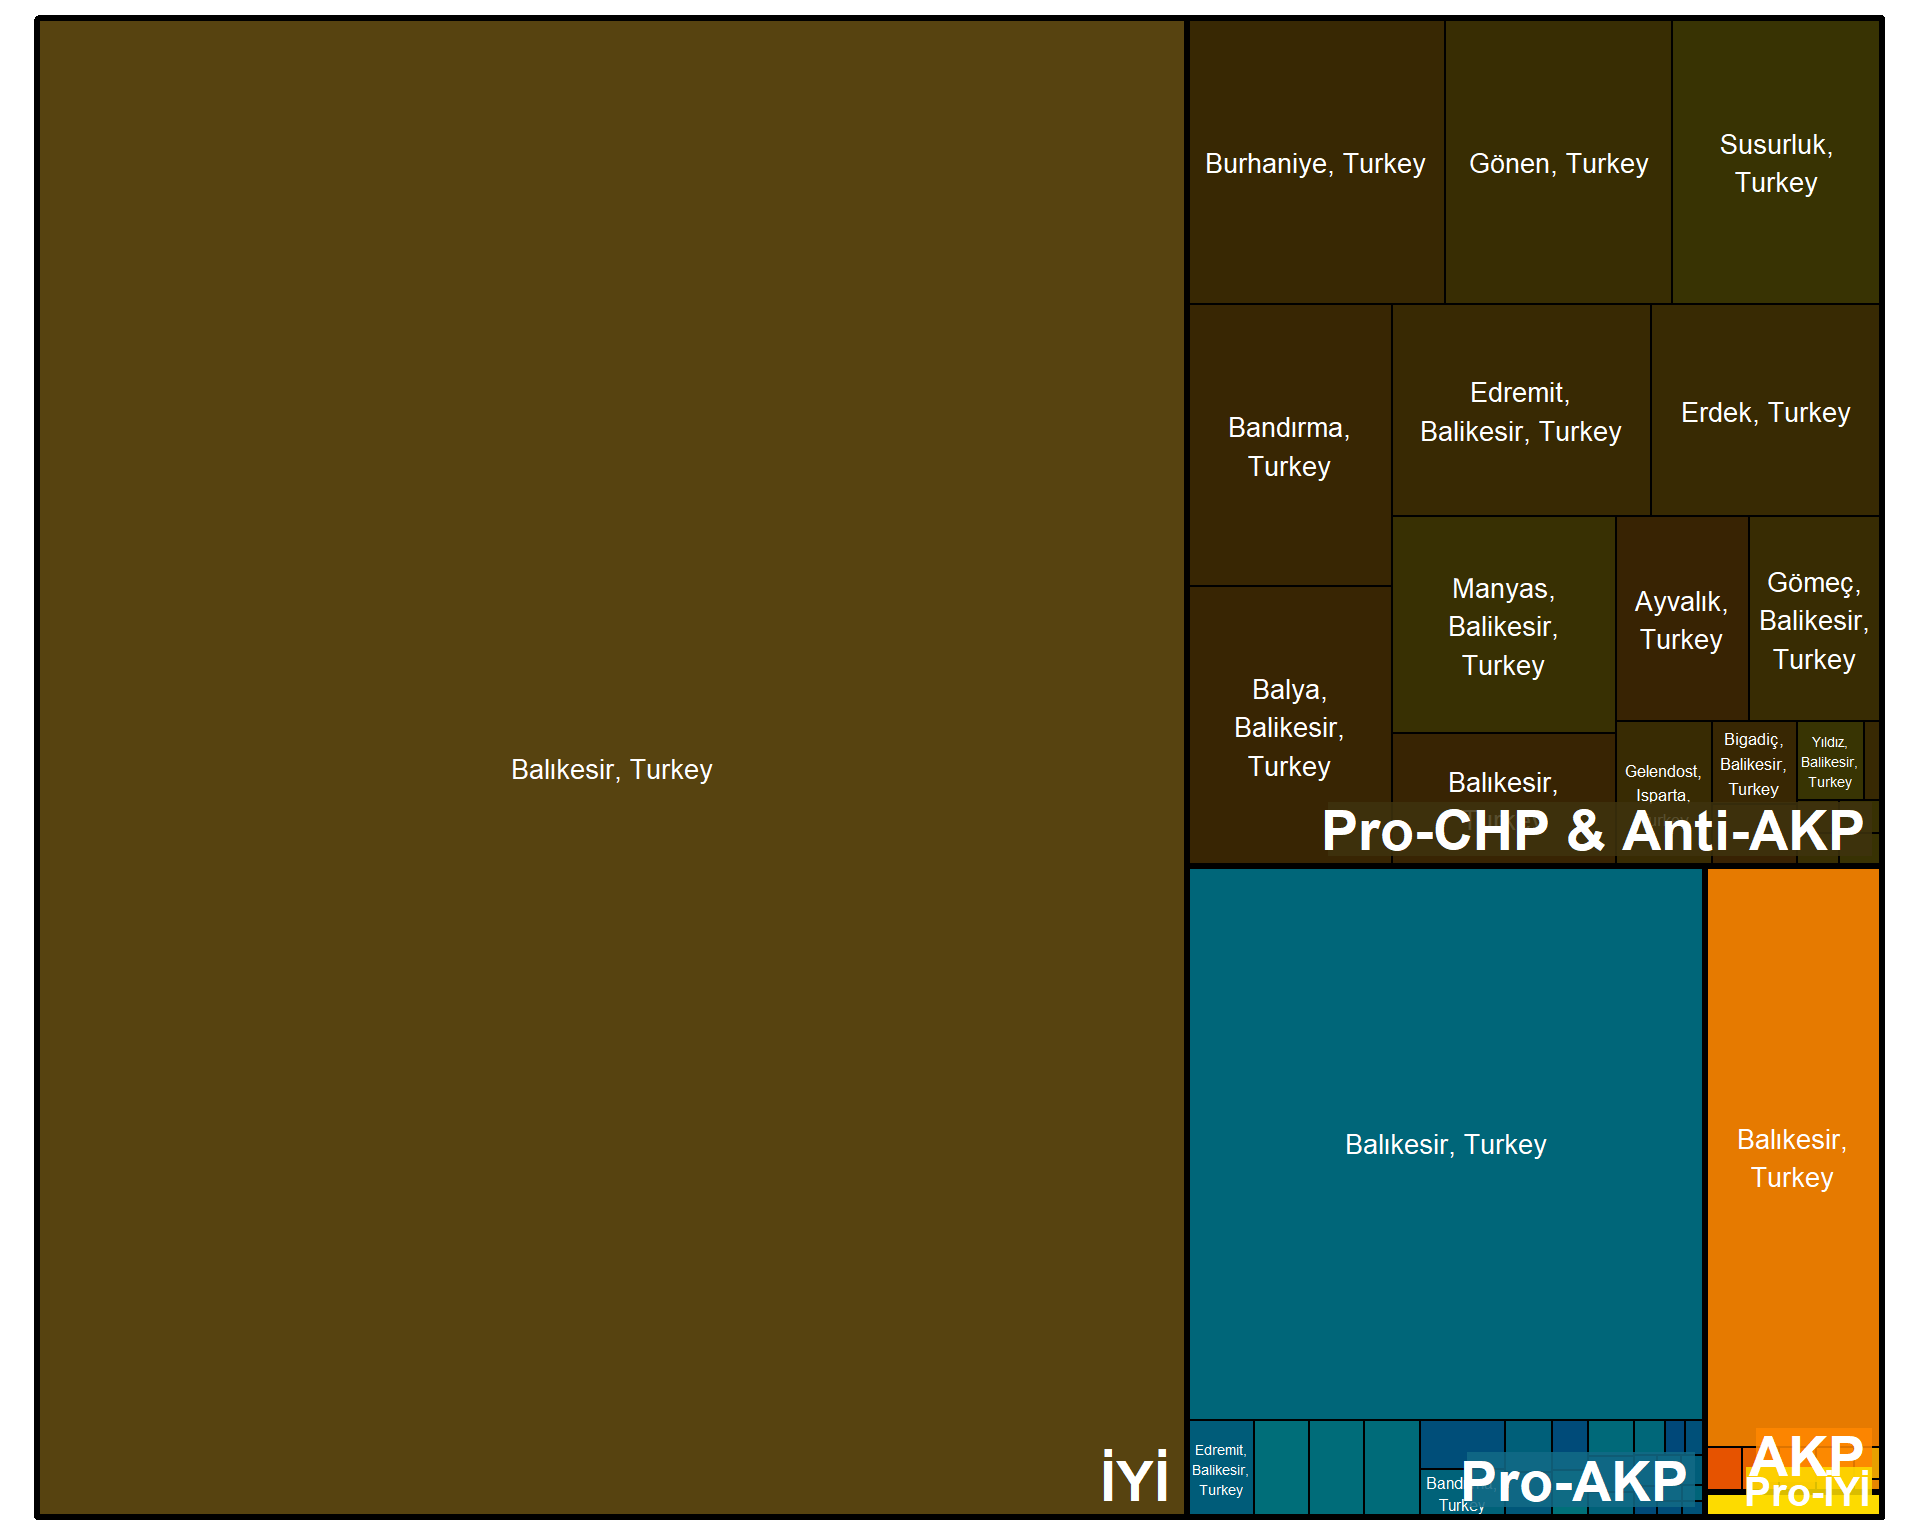 Balıkesir, Turkey
İYİ
Burhaniye, Turkey
Gönen, Turkey
Susurluk,
Turkey
Bandırma,
Turkey
Edremit,
Balikesir, Turkey
Erdek, Turkey
Balya,
Balikesir,
Turkey
Manyas,
Balikesir,
Turkey
Ayvalık,
Turkey
Gömeç,
Balikesir,
Turkey
Balıkesir,
Gelendost,
Isparta,
Bigadiç,
Balikesir,
Turkey
Yıldız,
Balikesir,
Turkey
Pro-CHP & Anti-AKP
Balıkesir, Turkey
Edremit,
Balikesir,
Turkey
Turkey
Pro-AKP
Balıkesir,
Turkey
AKP
Pro-İYİ